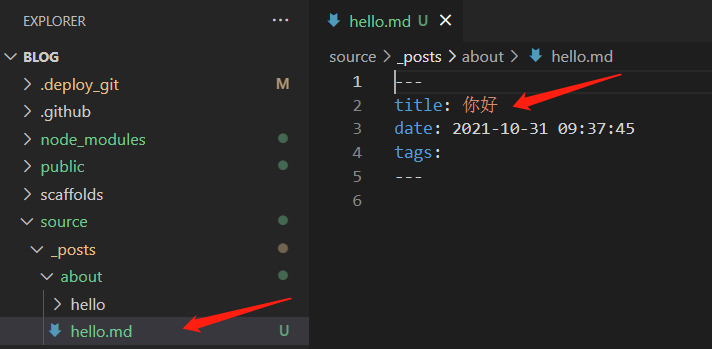 EXPLORER
BLOG
.deploy_git M
.github
node_modules
public
scaffolds
source
_posts
about
hello
hello.md U
hello.md U
source > _posts > about > hello.md
1 ---
2 title: 你好
3 date: 2021-10-31 09:37:45
4 tags:
5 ---
6